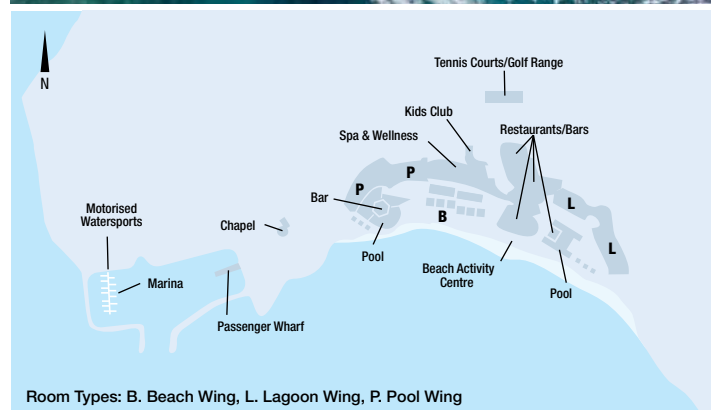 N
Tennis Courts/Golf Range
Kids Club
Restaurants/Bars
Spa & Wellness
P
P
L
Bar
B
Motorised
Watersports
Chapel
L
Pool
Beach Activity
Centre
Marina
Pool
Passenger Wharf
Room Types: B. Beach Wing, L. Lagoon Wing, P. Pool Wing